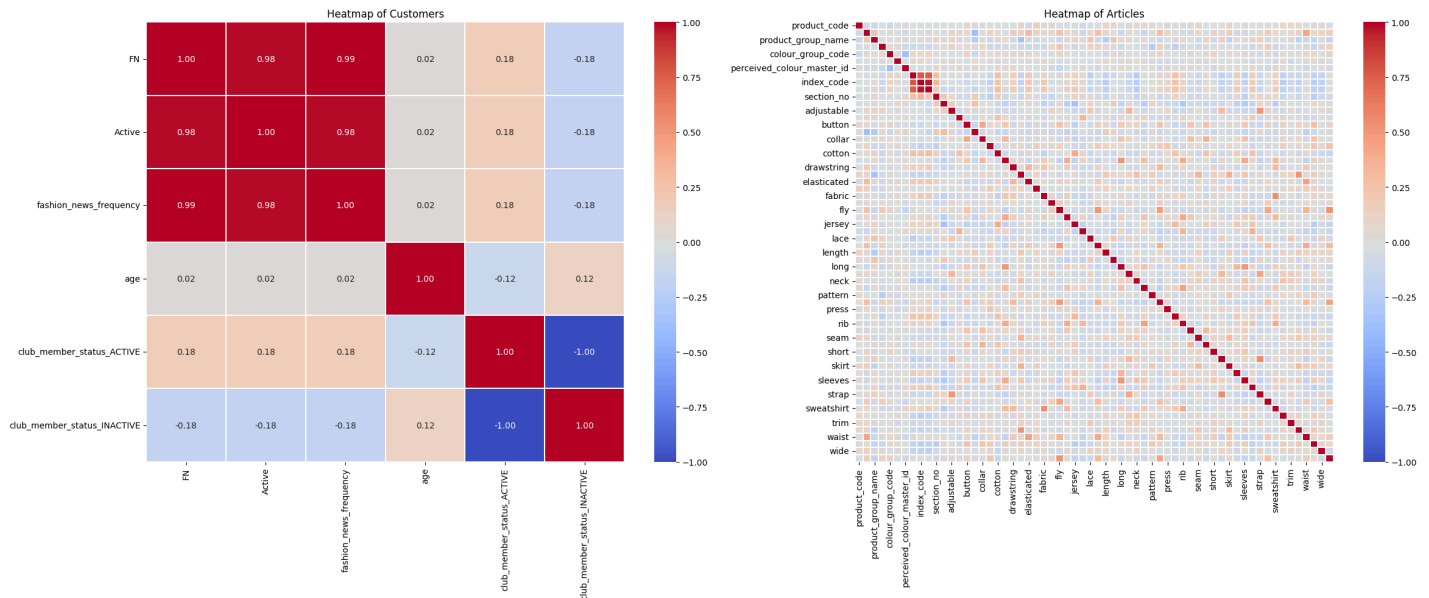 Heatmap of Customers
FN 1.00 0.98 0.99 0.02 0.18 -0.18
Active 0.98 1.00 0.98 0.02 0.18 -0.18
fashion_news_frequency 0.99 0.98 1.00 0.02 0.18 -0.18
age 0.02 0.02 0.02 1.00 -0.12 0.12
club_member_status_ACTIVE 0.18 0.18 0.18 -0.12 1.00 -1.00
club_member_status_INACTIVE -0.18 -0.18 -0.18 0.12 -1.00 1.00
FN
Active
fashion_news_frequency
age
club_member_status_ACTIVE
club_member_status_INACTIVE
1.00
0.75
0.50
0.25
0.00
−0.25
−0.50
−0.75
−1.00
Heatmap of Articles
product_code
product_group_name
colour_group_code
perceived_colour_master_id
index_code
section_no
adjustable
button
collar
cotton
drawstring
elasticated
fabric
fly
jersey
lace
length
long
neck
pattern
press
rib
seam
short
skirt
sleeves
strap
sweatshirt
trim
waist
wide
product_code
product_group_name
colour_group_code
perceived_colour_master_id
index_code
section_no
adjustable
button
collar
cotton
drawstring
elasticated
fabric
fly
jersey
lace
length
long
neck
pattern
press
rib
seam
short
skirt
sleeves
strap
sweatshirt
trim
waist
wide
1.00
0.75
0.50
0.25
0.00
−0.25
−0.50
−0.75
−1.00